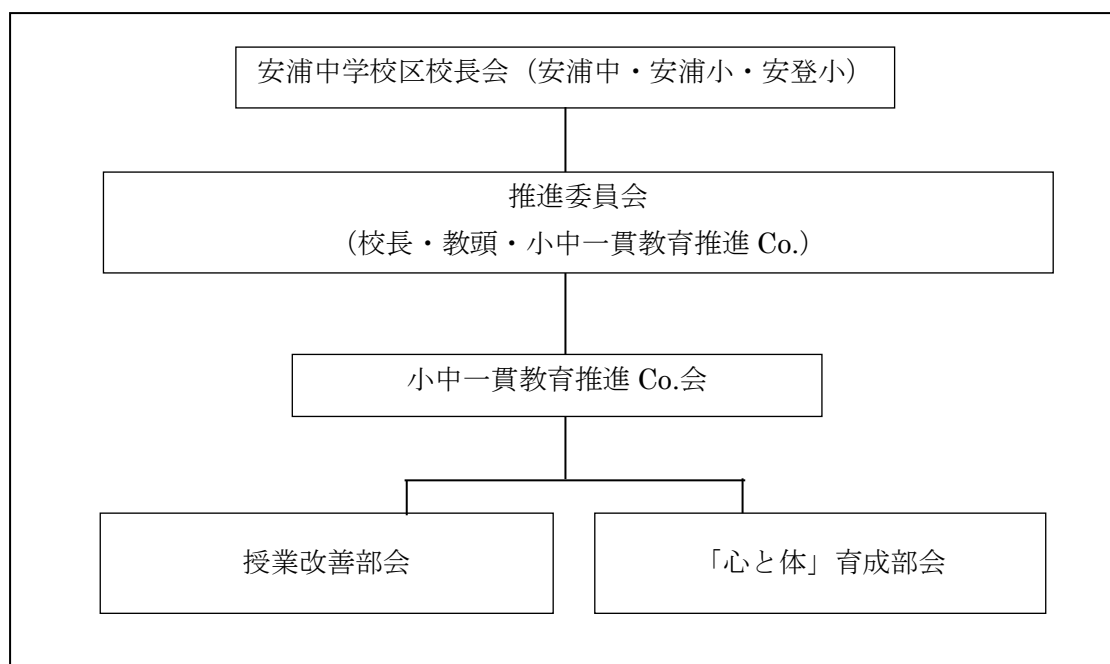 安浦中学校区校長会（安浦中・安浦小・安登小）
推進委員会
（校長・教頭・小中一貫教育推進 Co.）
小中一貫教育推進 Co.会
授業改善部会
「心と体」育成部会